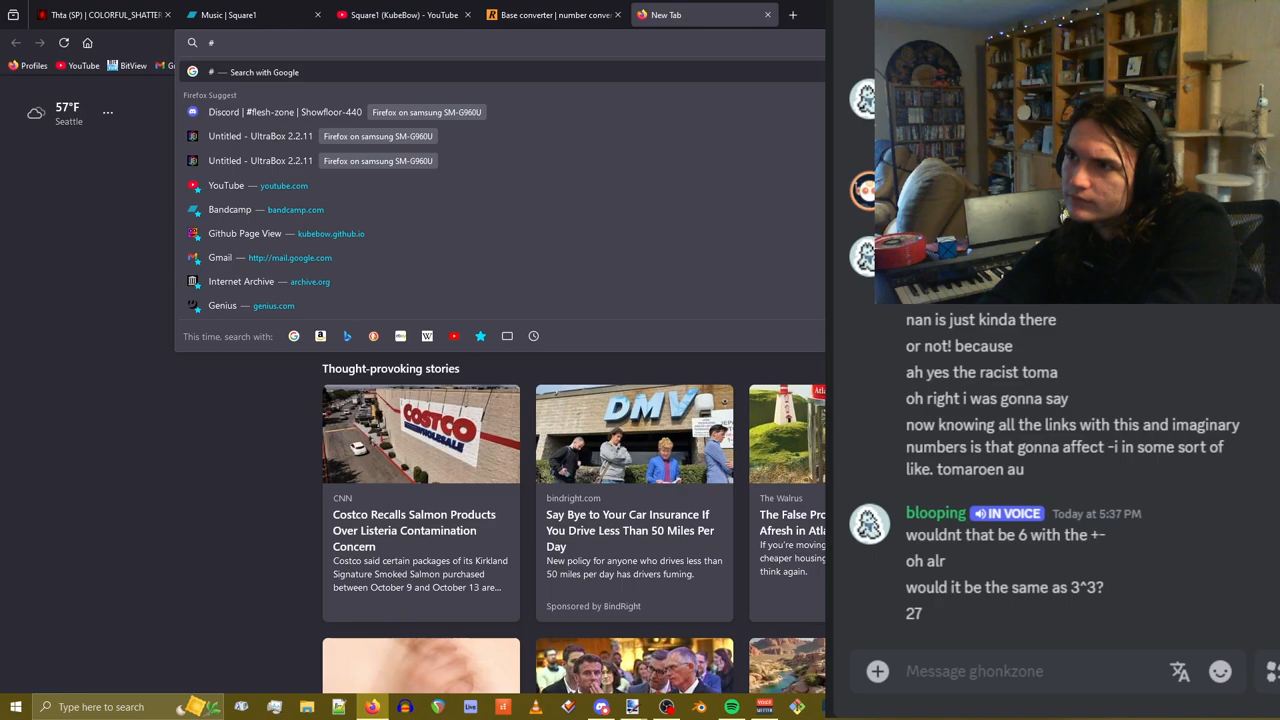 Thta (SP) | COLORFUL_SHATTER
Music | Square1
Square1 (KubeBow) - YouTube
Base converter | number conve
New Tab
#
Profiles
YouTube
BitView
# — Search with Google
Firefox Suggest
57°F
Seattle
Discord | #flesh-zone | Showfloor-440 Firefox on samsung SM-G960U
Untitled - UltraBox 2.2.11 Firefox on samsung SM-G960U
Untitled - UltraBox 2.2.11 Firefox on samsung SM-G960U
YouTube — youtube.com
Bandcamp — bandcamp.com
Github Page View — kubebow.github.io
Gmail — http://mail.google.com
Internet Archive — archive.org
Genius — genius.com
This time, search with:
Thought-provoking stories
COSTCO
WHOLESALE
DMV
CNN
Costco Recalls Salmon Products
Over Listeria Contamination
Concern
Costco said certain packages of its Kirkland
Signature Smoked Salmon purchased
between October 9 and October 13 are...
bindright.com
Say Bye to Your Car Insurance If
You Drive Less Than 50 Miles Per
Day
New policy for anyone who drives less
than 50 miles per day has drivers fuming.
Sponsored by BindRight
The Walrus
The False Pro
Afresh in Atla
If you're moving
cheaper housing
think again.
nan is just kinda there
or not! because
ah yes the racist toma
oh right i was gonna say
now knowing all the links with this and imaginary
numbers is that gonna affect -i in some sort of
like. tomaroen au
blooping IN VOICE Today at 5:37 PM
wouldnt that be 6 with the +-
oh alr
would it be the same as 3^3?
27
Message ghonkzone
Type here to search